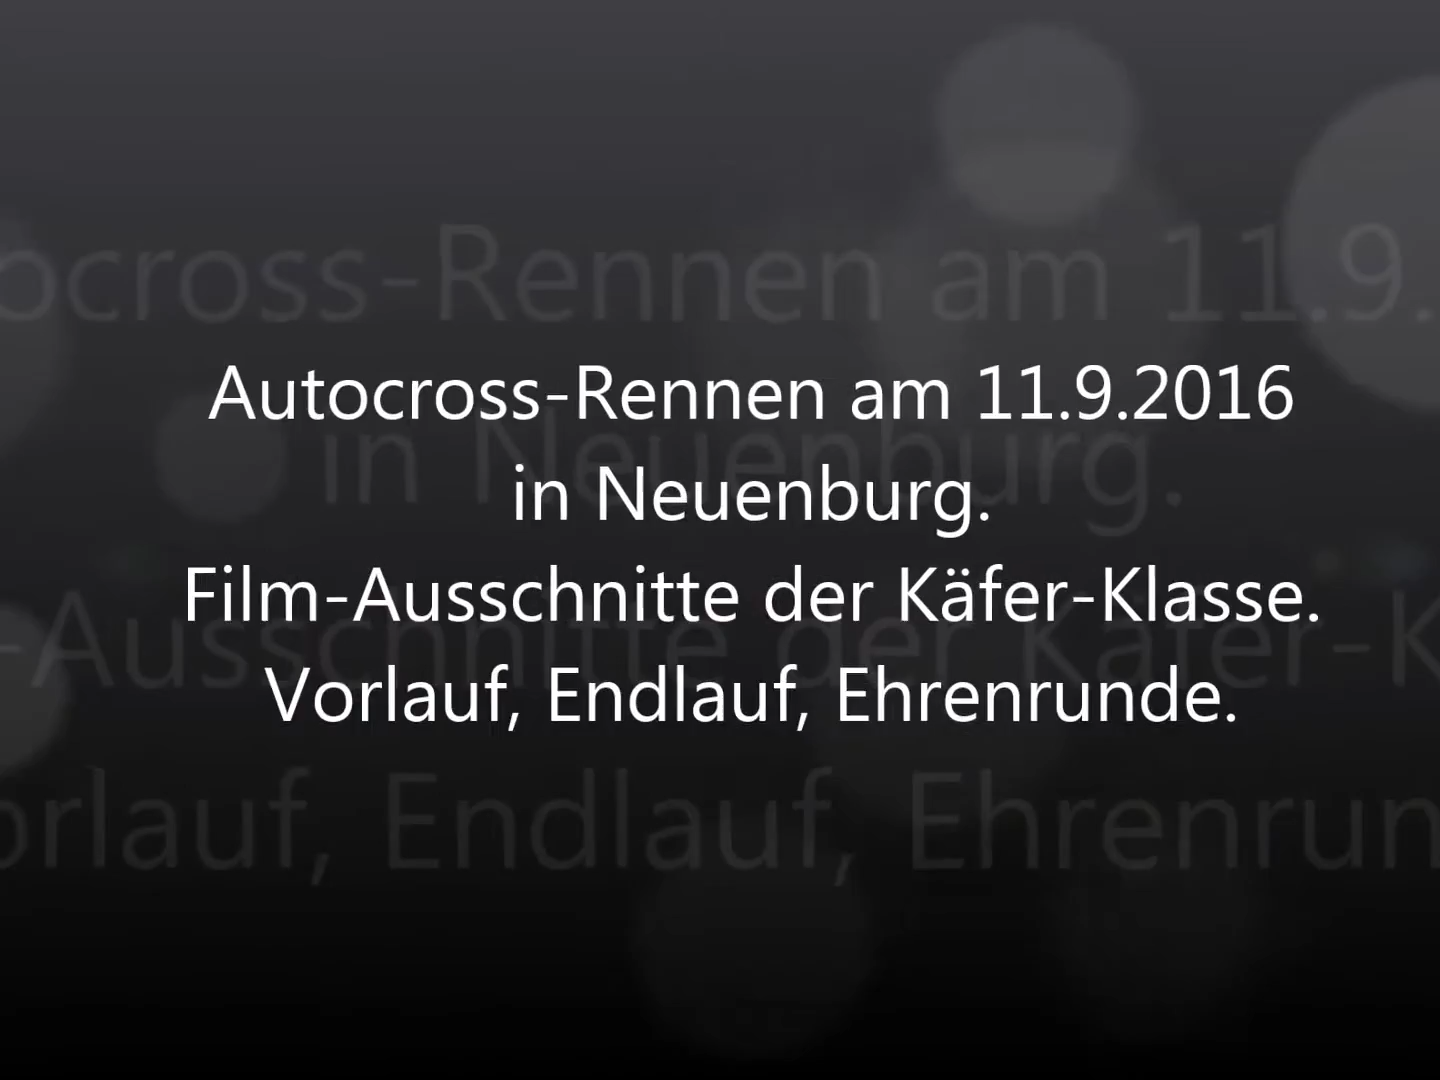 Autocross-Rennen am 11.9.2016
in Neuenburg.
Film-Ausschnitte der Käfer-Klasse.
Vorlauf, Endlauf, Ehrenrunde.